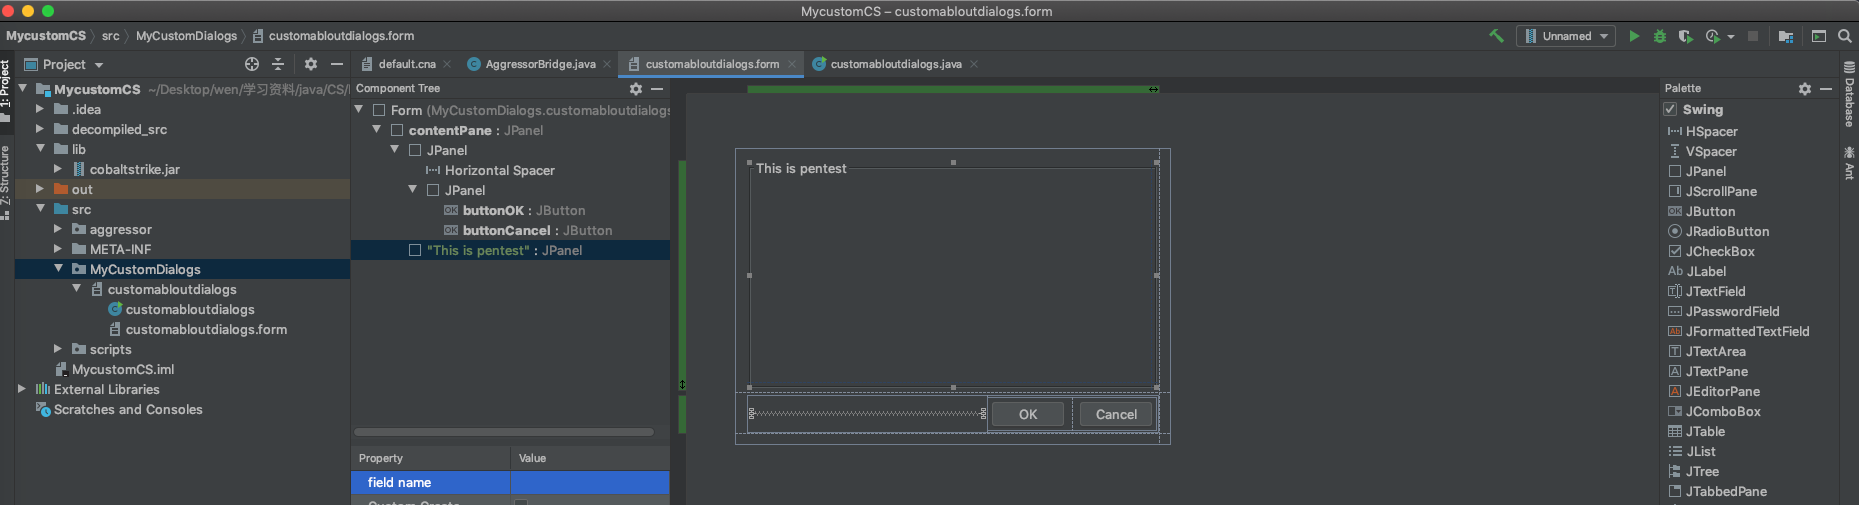 MycustomCS – customabloutdialogs.form
MycustomCS src MyCustomDialogs customabloutdialogs.form
Unnamed
Project
default.cna
AggressorBridge.java
customabloutdialogs.form
customabloutdialogs.java
1: Project
Z: Structure
MycustomCS ~/Desktop/wen/学习资料/java/CS/
.idea
decompiled_src
lib
cobaltstrike.jar
out
src
aggressor
META-INF
MyCustomDialogs
customabloutdialogs
customabloutdialogs
customabloutdialogs.form
scripts
MycustomCS.iml
External Libraries
Scratches and Consoles
Component Tree
Form (MyCustomDialogs.customabloutdialogs
contentPane : JPanel
JPanel
Horizontal Spacer
JPanel
buttonOK : JButton
buttonCancel : JButton
"This is pentest" : JPanel
Property Value
field name
Custom Create
This is pentest
OK
Cancel
Palette
Swing
HSpacer
VSpacer
JPanel
JScrollPane
JButton
JRadioButton
JCheckBox
JLabel
JTextField
JPasswordField
JFormattedTextField
JTextArea
JTextPane
JEditorPane
JComboBox
JTable
JList
JTree
JTabbedPane
Database
Ant